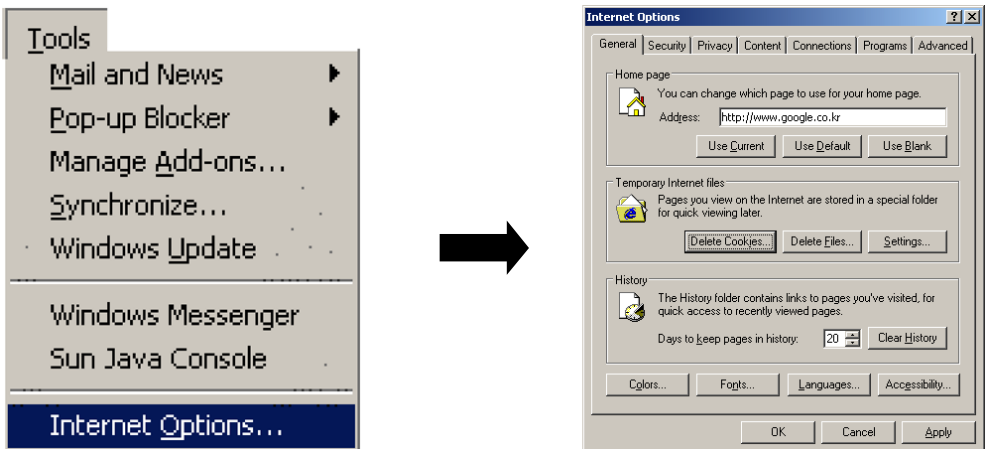 Tools
Mail and News
Pop-up Blocker
Manage Add-ons...
Synchronize...
Windows Update
Windows Messenger
Sun Java Console
Internet Options...
Internet Options
General Security Privacy Content Connections Programs Advanced
Home page
You can change which page to use for your home page.
Address: http://www.google.co.kr
Use Current Use Default Use Blank
Temporary Internet files
Pages you view on the Internet are stored in a special folder
for quick viewing later.
Delete Cookies... Delete Files... Settings...
History
The History folder contains links to pages you've visited, for
quick access to recently viewed pages.
Days to keep pages in history: 20 Clear History
Colors... Fonts... Languages... Accessibility...
OK Cancel Apply